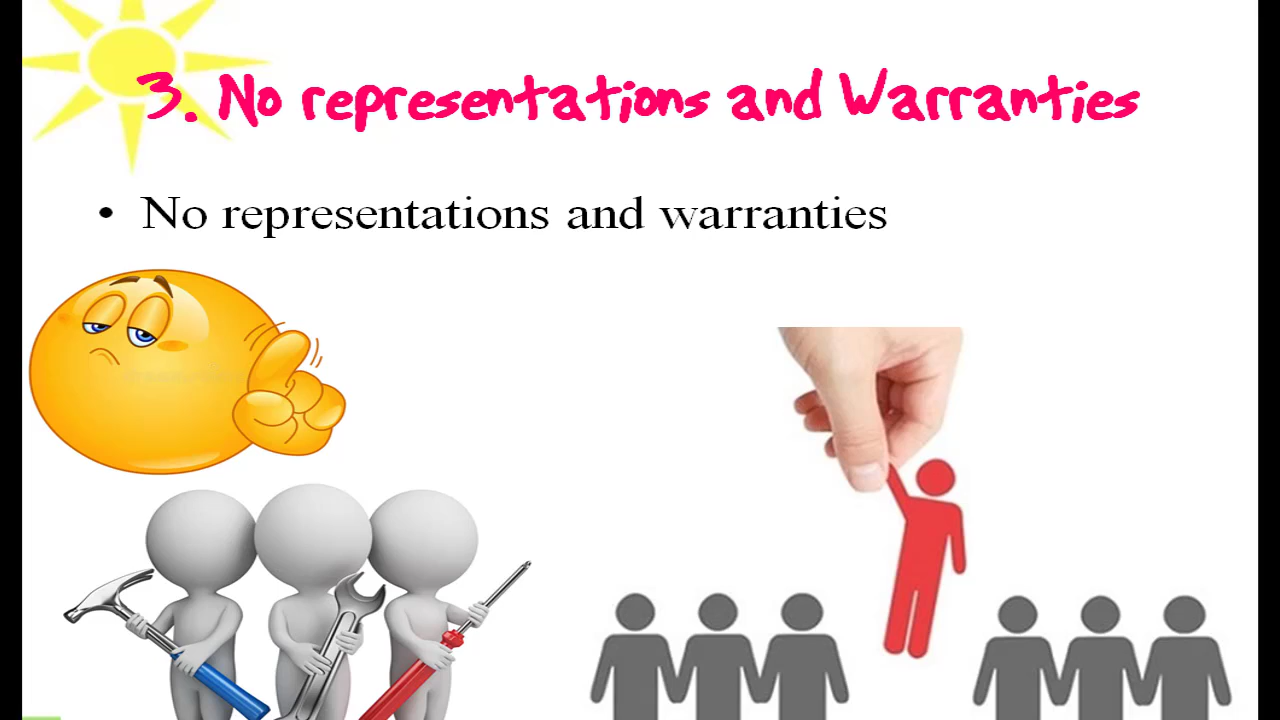 3. No representations and Warranties
• No representations and warranties